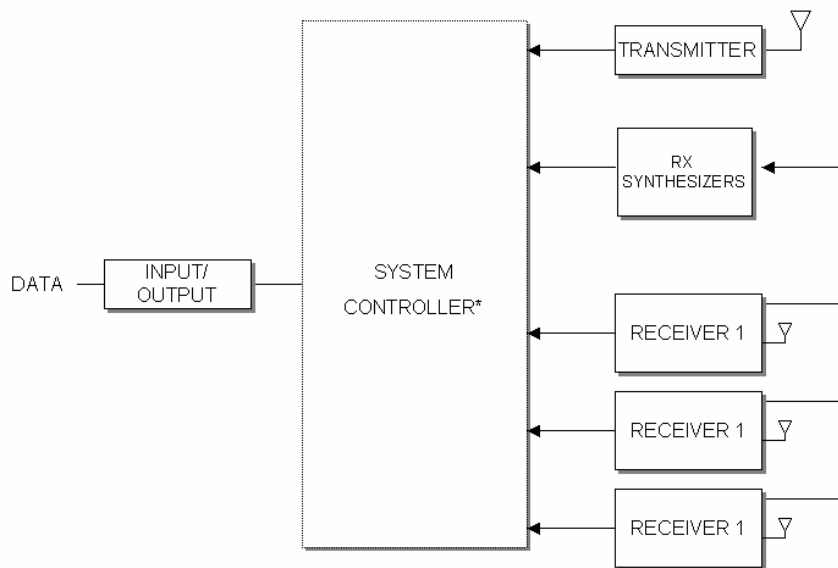 TRANSMITTER
RX
SYNTHESIZERS
DATA
INPUT/
OUTPUT
SYSTEM
CONTROLLER*
RECEIVER 1
RECEIVER 1
RECEIVER 1